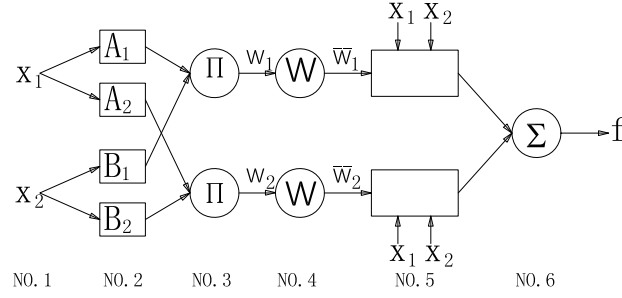 X₁ X₂
A₁
Π W₁ W W̄₁
X₁
A₂
Σ f
B₁
X₂
Π W₂ W W̄₂
B₂
X₁ X₂
NO.1 NO.2 NO.3 NO.4 NO.5 NO.6